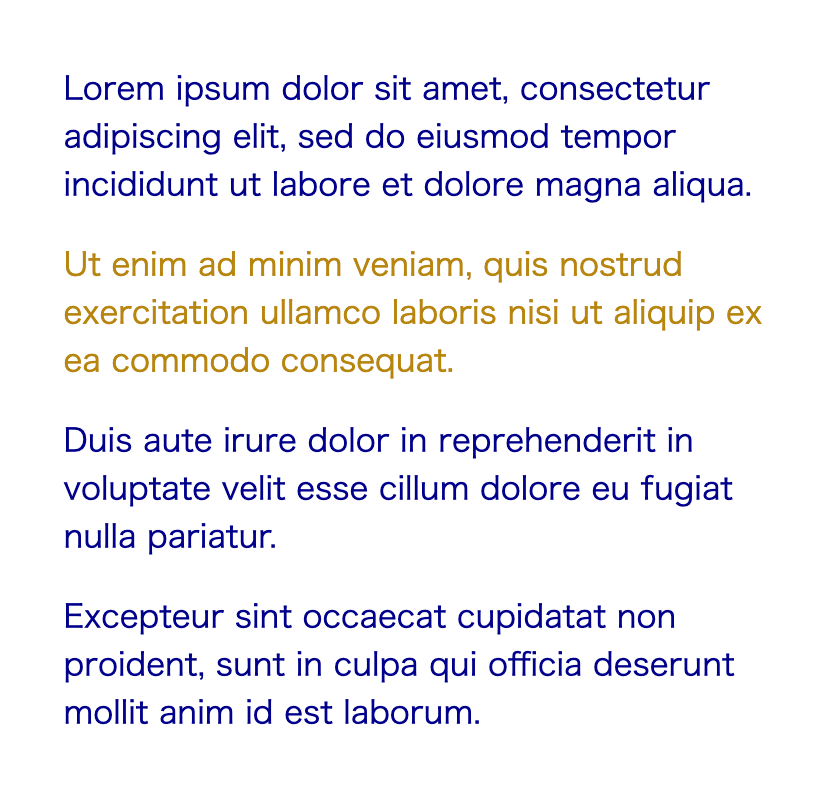 Lorem ipsum dolor sit amet, consectetur
adipiscing elit, sed do eiusmod tempor
incididunt ut labore et dolore magna aliqua.
Ut enim ad minim veniam, quis nostrud
exercitation ullamco laboris nisi ut aliquip ex
ea commodo consequat.
Duis aute irure dolor in reprehenderit in
voluptate velit esse cillum dolore eu fugiat
nulla pariatur.
Excepteur sint occaecat cupidatat non
proident, sunt in culpa qui officia deserunt
mollit anim id est laborum.